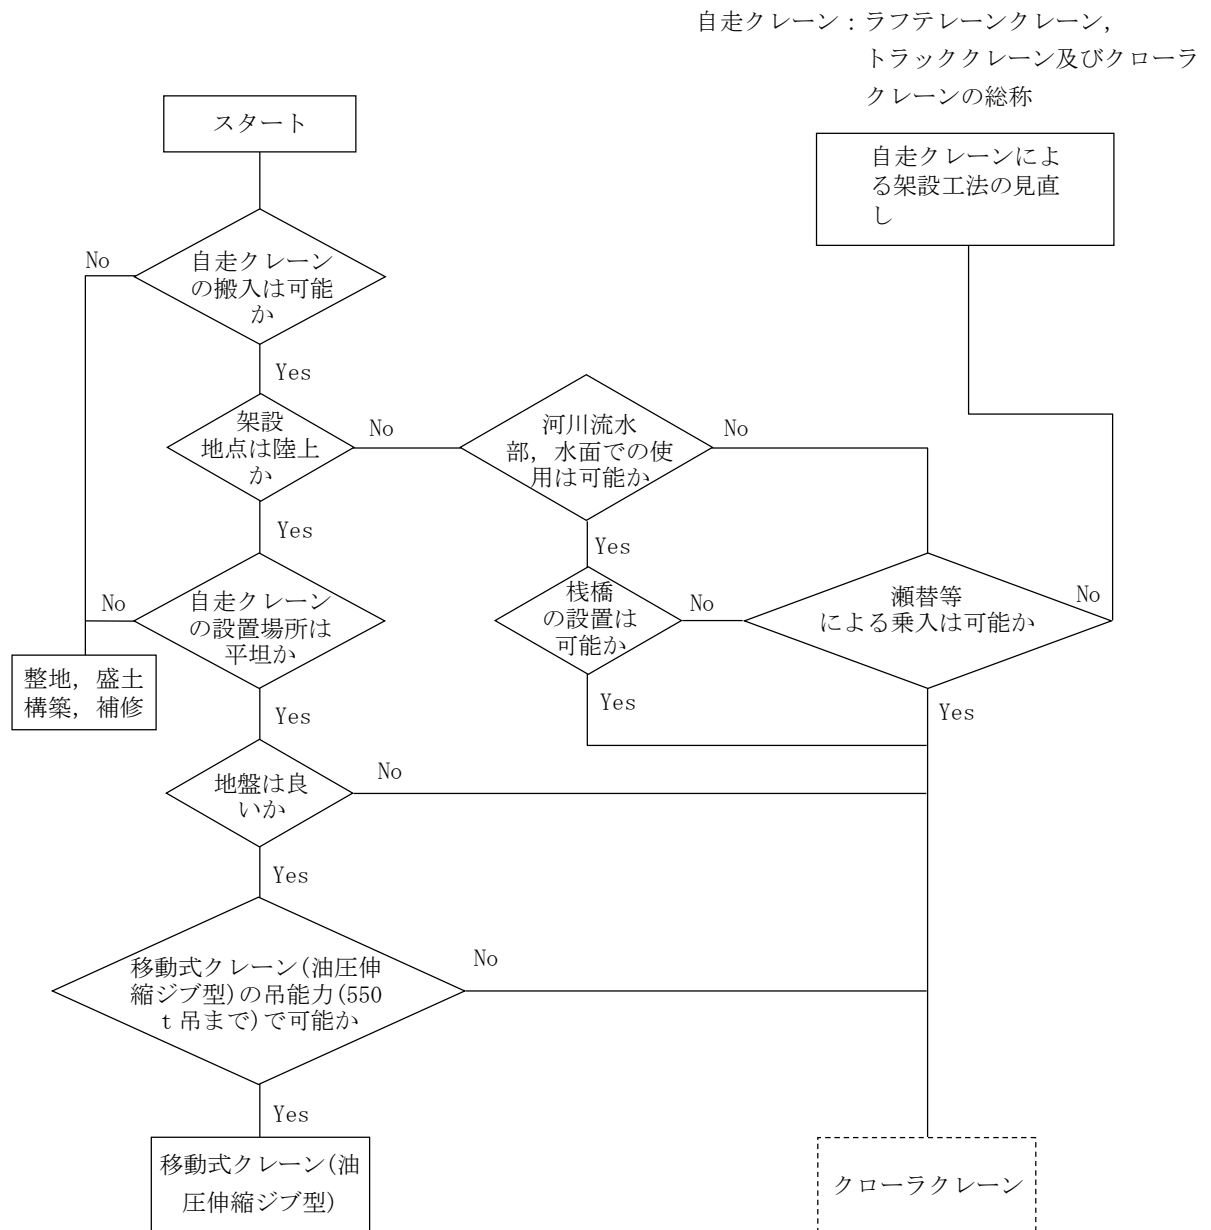 自走クレーン：ラフテレーンクレーン，
トラッククレーン及びクローラ
クレーンの総称
スタート
自走クレーンによ
る架設工法の見直
し
No
自走クレーン
の搬入は可能
か
Yes
架設
地点は陸上
か
No
河川流水
部，水面での使
用は可能か
No
Yes
Yes
No
自走クレーン
の設置場所は
平坦か
桟橋
の設置は
可能か
No
瀬替等
による乗入は可能か
No
整地，盛土
構築，補修
Yes
Yes
Yes
地盤は良
いか
No
Yes
移動式クレーン(油圧伸
縮ジブ型)の吊能力(550
t 吊まで)で可能か
No
Yes
移動式クレーン(油
圧伸縮ジブ型)
クローラクレーン